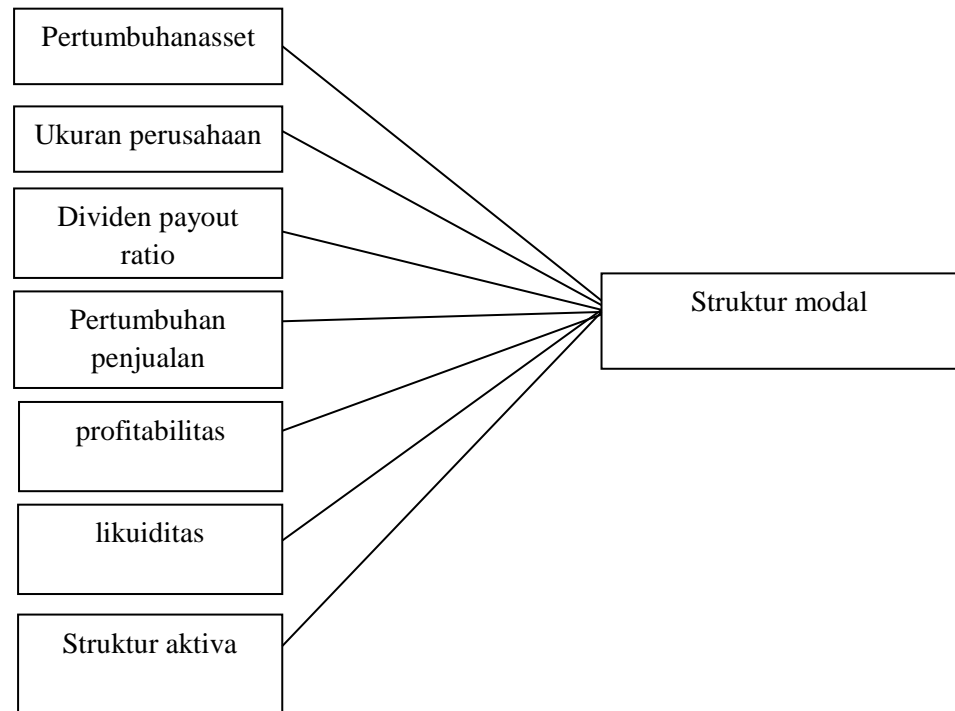 Pertumbuhanasset
Ukuran perusahaan
Dividen payout
ratio
Pertumbuhan
penjualan
profitabilitas
likuiditas
Struktur aktiva
Struktur modal